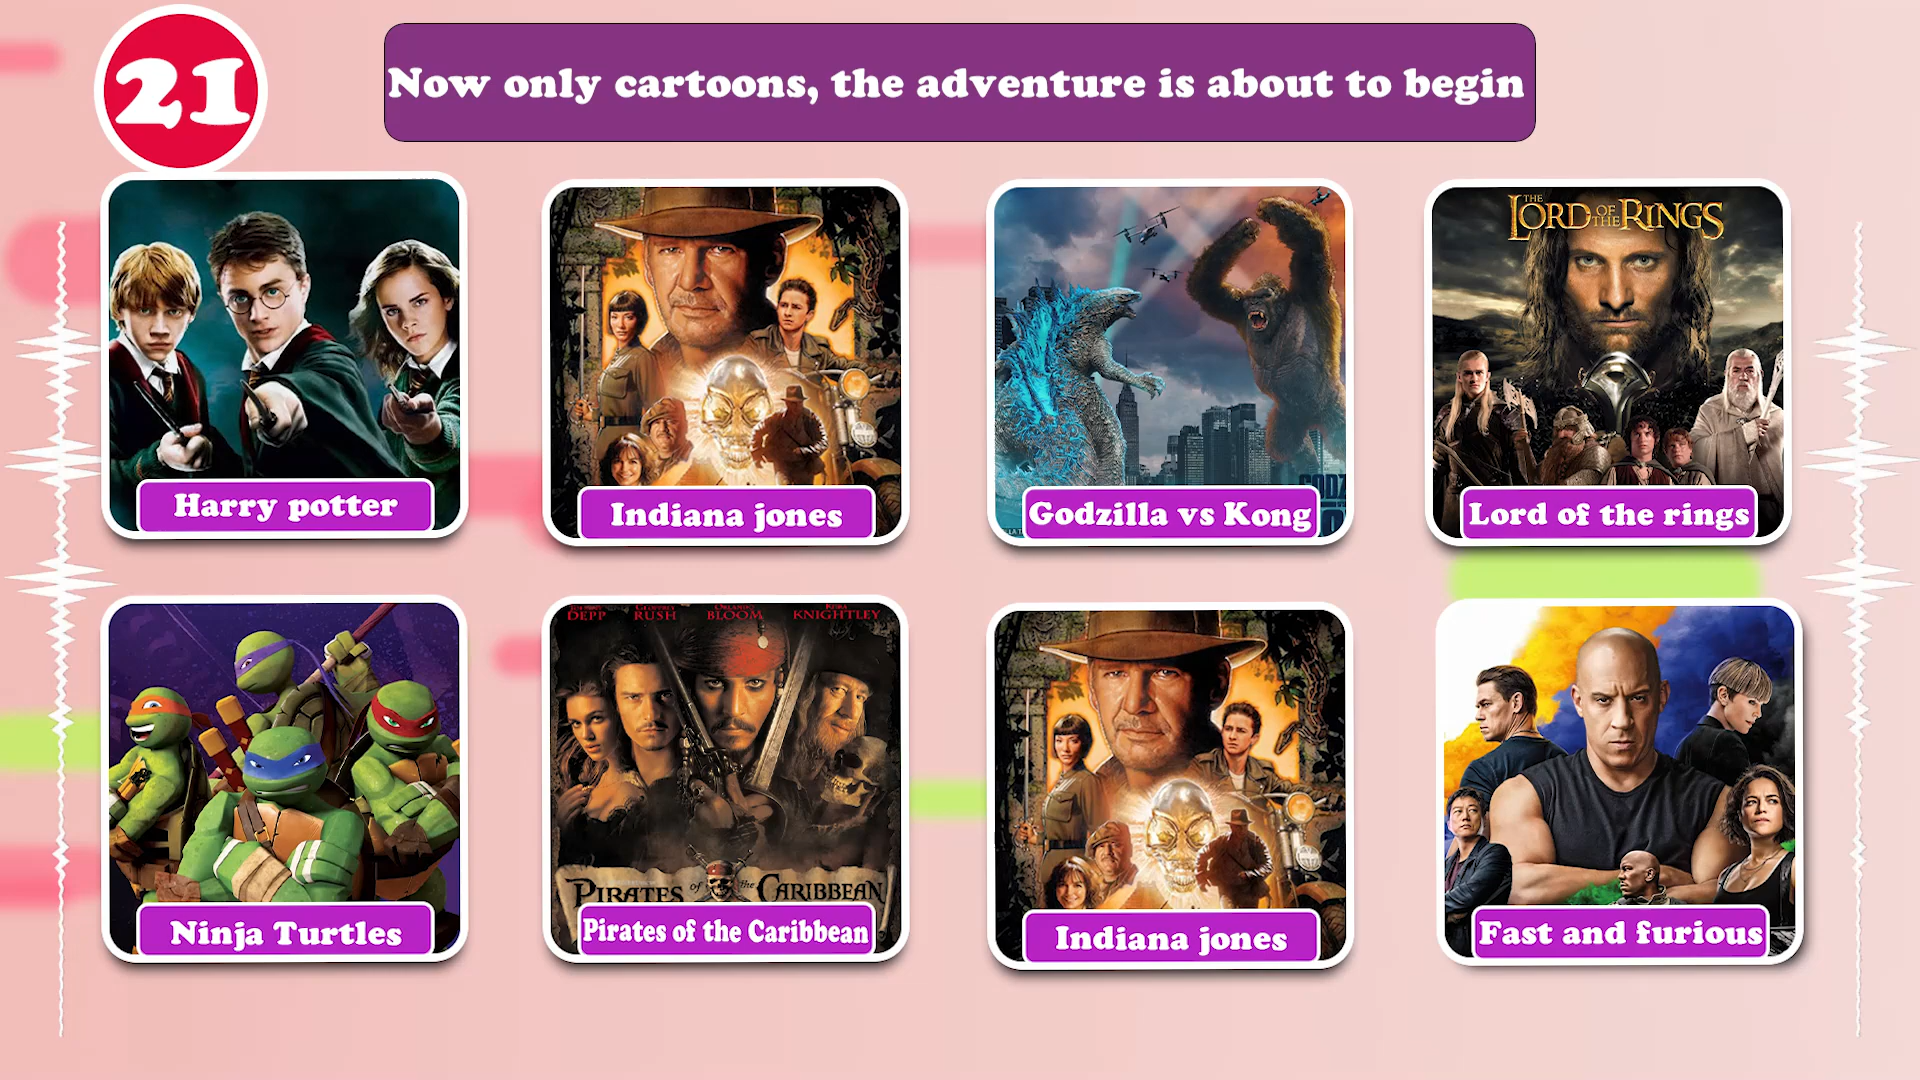 21
Now only cartoons, the adventure is about to begin
Harry potter
Indiana jones
Godzilla vs Kong
THE
LORD OF THE RINGS
Lord of the rings
Ninja Turtles
DEPP RUSH BLOOM KNIGHTLEY
PIRATES of the CARIBBEAN
Pirates of the Caribbean
Indiana jones
Fast and furious